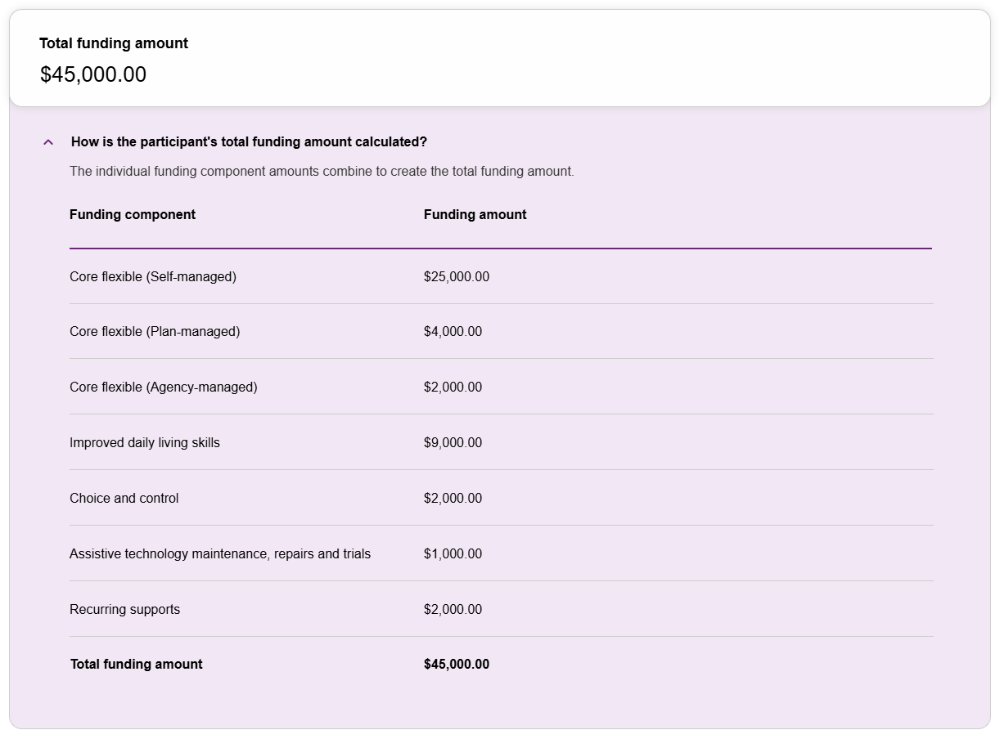 Total funding amount
$45,000.00
How is the participant's total funding amount calculated?
The individual funding component amounts combine to create the total funding amount.
Funding component Funding amount
Core flexible (Self-managed) $25,000.00
Core flexible (Plan-managed) $4,000.00
Core flexible (Agency-managed) $2,000.00
Improved daily living skills $9,000.00
Choice and control $2,000.00
Assistive technology maintenance, repairs and trials $1,000.00
Recurring supports $2,000.00
Total funding amount $45,000.00